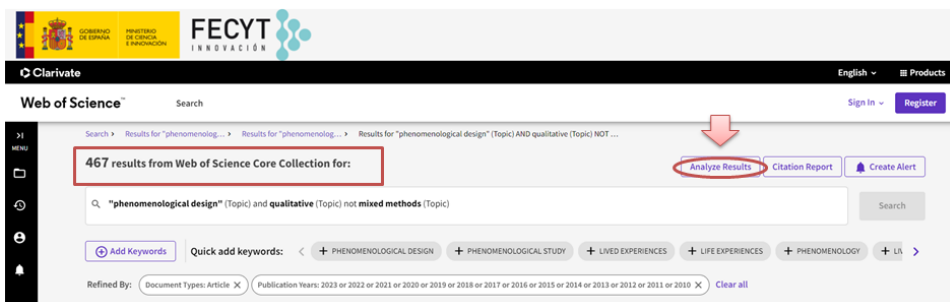 GOBIERNO
DE ESPAÑA
MINISTERIO
DE CIENCIA
E INNOVACIÓN
FECYT
INNOVACIÓN
Clarivate
English
Products
Web of Science™
Search
Sign In
Register
MENU
Search > Results for "phenomenolog... > Results for "phenomenolog... > Results for "phenomenological design" (Topic) AND qualitative (Topic) NOT ....
467 results from Web of Science Core Collection for:
Analyze Results
Citation Report
Create Alert
"phenomenological design" (Topic) and qualitative (Topic) not mixed methods (Topic)
Search
Add Keywords
Quick add keywords:
+ PHENOMENOLOGICAL DESIGN
+ PHENOMENOLOGICAL STUDY
+ LIVED EXPERIENCES
+ LIFE EXPERIENCES
+ PHENOMENOLOGY
Refined By:
Document Types: Article X
Publication Years: 2023 or 2022 or 2021 or 2020 or 2019 or 2018 or 2017 or 2016 or 2015 or 2014 or 2013 or 2012 or 2011 or 2010 X
Clear all